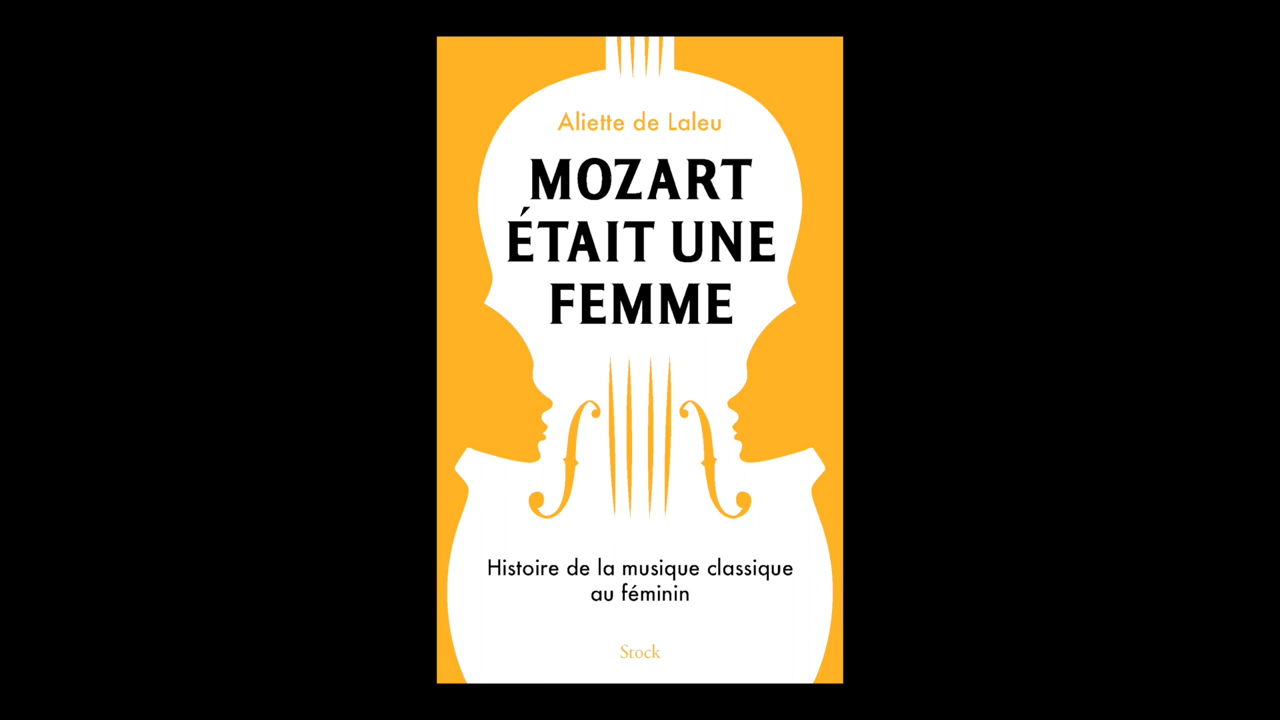 Aliette de Laleu
MOZART
ÉTAIT UNE
FEMME
Histoire de la musique classique
au féminin
Stock